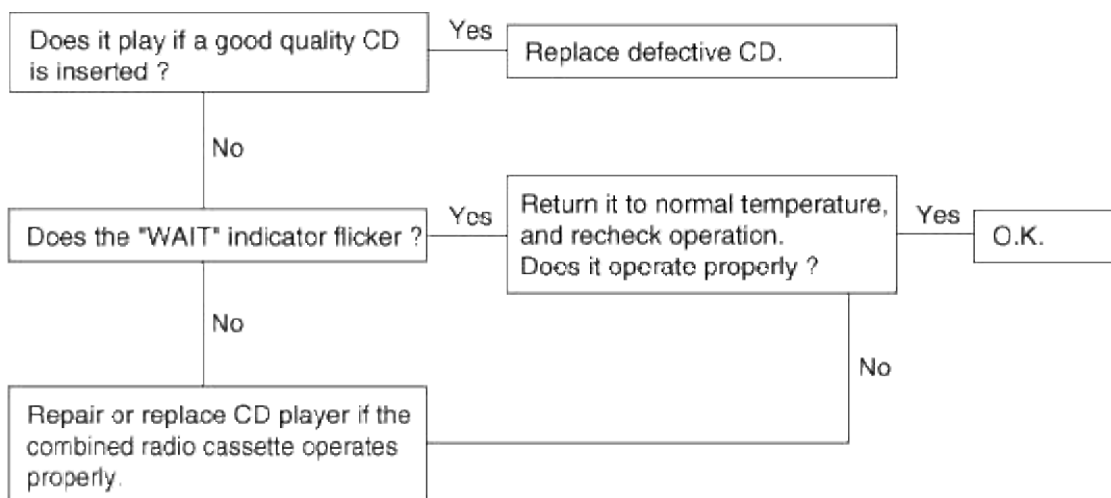 Does it play if a good quality CD
is inserted ?
Yes
Replace defective CD.
No
Does the "WAIT" indicator flicker ?
Yes
Return it to normal temperature,
and recheck operation.
Does it operate properly ?
Yes
O.K.
No
No
Repair or replace CD player if the
combined radio cassette operates
properly.